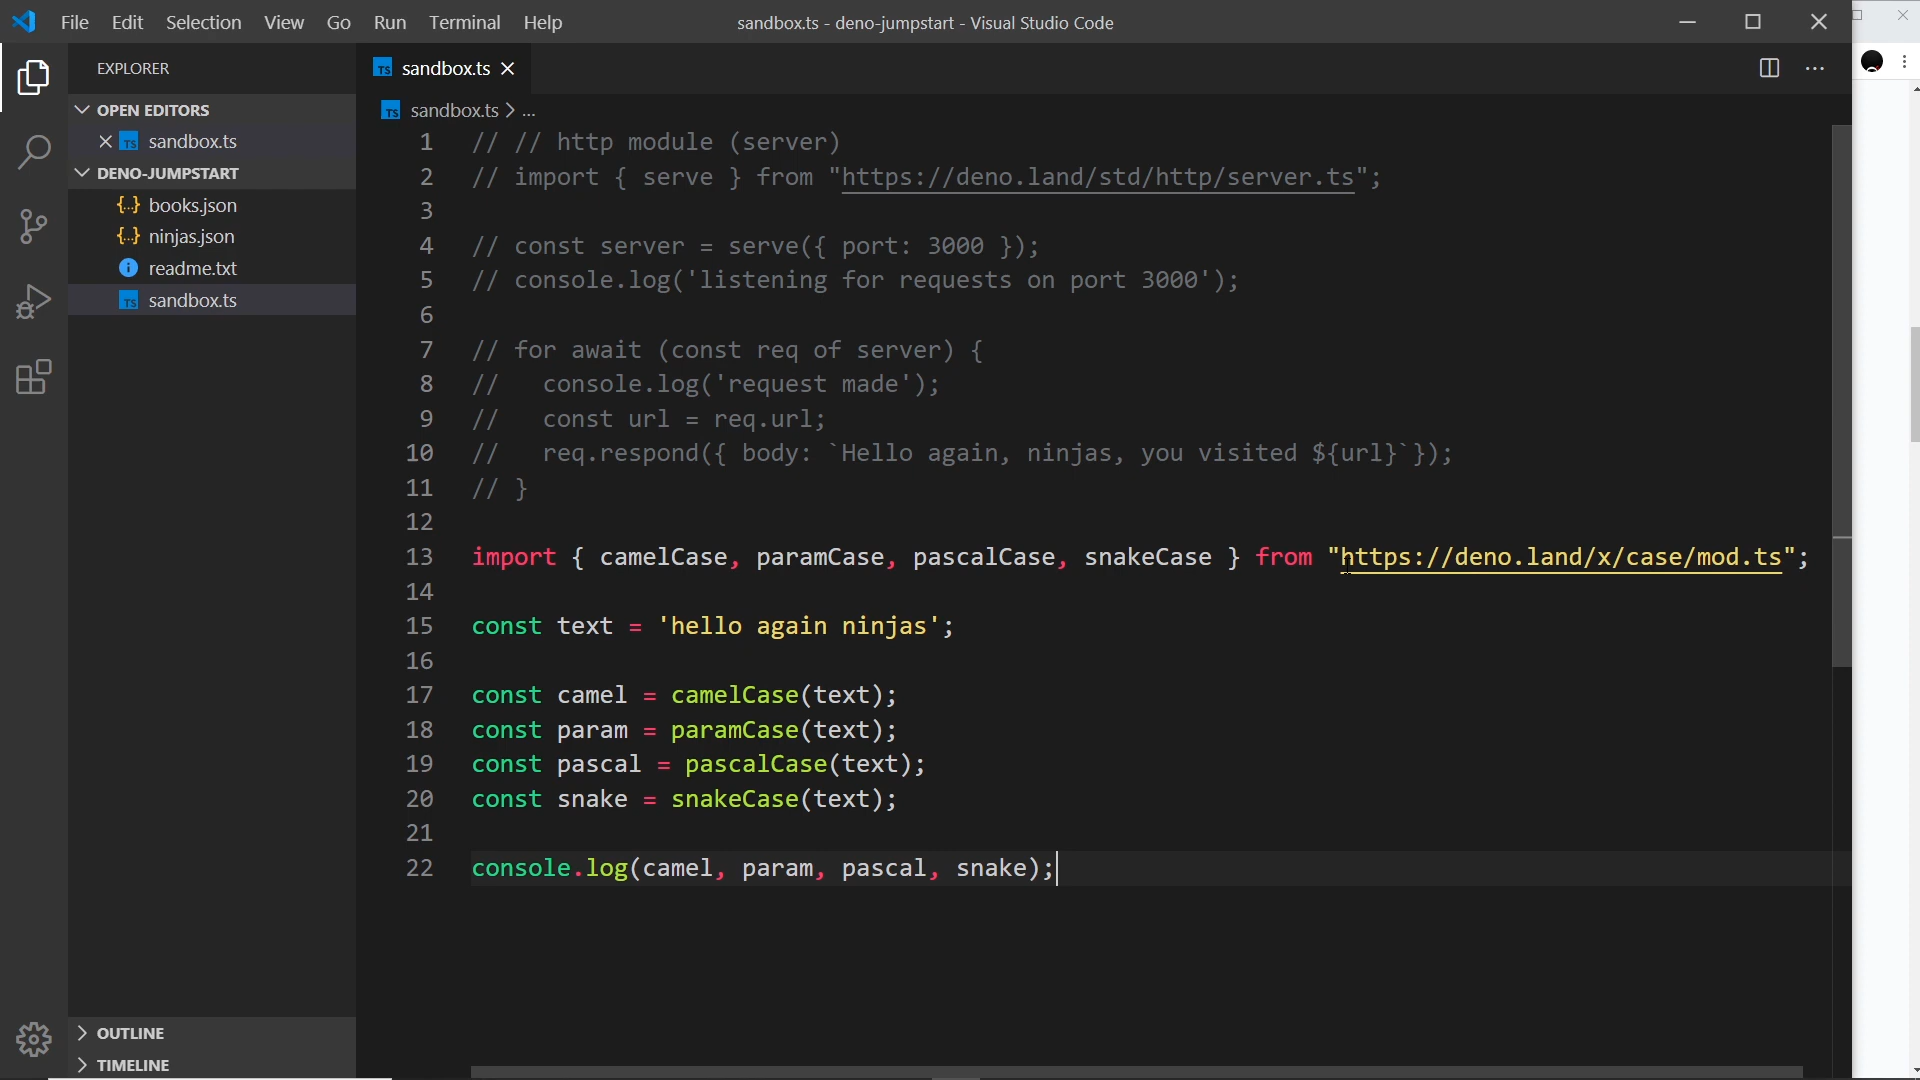 File Edit Selection View Go Run Terminal Help
sandbox.ts - deno-jumpstart - Visual Studio Code
EXPLORER
OPEN EDITORS
TS sandbox.ts
DENO-JUMPSTART
{..} books.json
{..} ninjas.json
readme.txt
TS sandbox.ts
OUTLINE
TIMELINE
TS sandbox.ts
TS sandbox.ts > ...
1 // // http module (server)
2 // import { serve } from "https://deno.land/std/http/server.ts";
3
4 // const server = serve({ port: 3000 });
5 // console.log('listening for requests on port 3000');
6
7 // for await (const req of server) {
8 //   console.log('request made');
9 //   const url = req.url;
10 //   req.respond({ body: `Hello again, ninjas, you visited ${url}`});
11 // }
12
13 import { camelCase, paramCase, pascalCase, snakeCase } from "https://deno.land/x/case/mod.ts";
14
15 const text = 'hello again ninjas';
16
17 const camel = camelCase(text);
18 const param = paramCase(text);
19 const pascal = pascalCase(text);
20 const snake = snakeCase(text);
21
22 console.log(camel, param, pascal, snake);